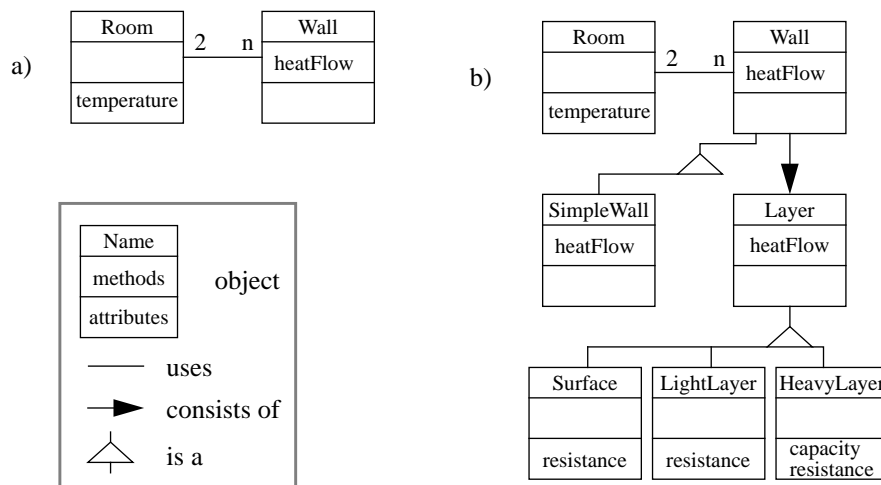 a)
Room
temperature
2 n
Wall
heatFlow
Name
methods
attributes
object
uses
consists of
is a
b)
Room
temperature
2 n
Wall
heatFlow
SimpleWall
heatFlow
Layer
heatFlow
Surface
resistance
LightLayer
resistance
HeavyLayer
capacity
resistance